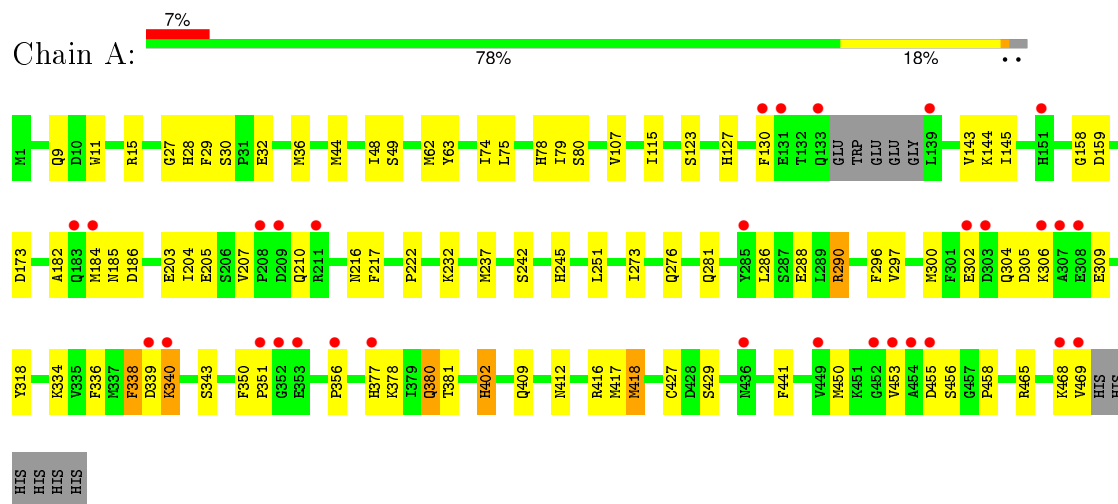 7%
Chain A:
78% 18% • •
M1 Q9 D10 W11 R15 G27 H28 F29 S30 P31 E32 M36 M44 I48 S49 M62 Y63 I74 L75 H78 I79 S80 V107 I115 S123 H127 F130 E131 T132 Q133 GLU TRP GLU GLU GLY L139 V143 K144 I145 H151 G158 D159
D173 A182 Q183 M184 N185 D186 E203 I204 E205 S206 V207 P208 D209 Q210 R211 N216 F217 P222 K232 M237 S242 H245 L251 I273 Q276 Q281 Y285 L286 S287 E288 L289 R290 F296 V297 M300 F301 E302 D303 Q304 D305 K306 A307 E308 E309
Y318 K334 V335 F336 M337 F338 D339 K340 S343 F350 P351 G352 E353 P356 H377 K378 I379 Q380 T381 H402 Q409 N412 R416 M417 M418 C427 D428 S429 N436 F441 V449 M450 K451 G452 V453 A454 D455 S456 G457 P458 R465 K468 V469 HIS HIS
HIS HIS HIS HIS